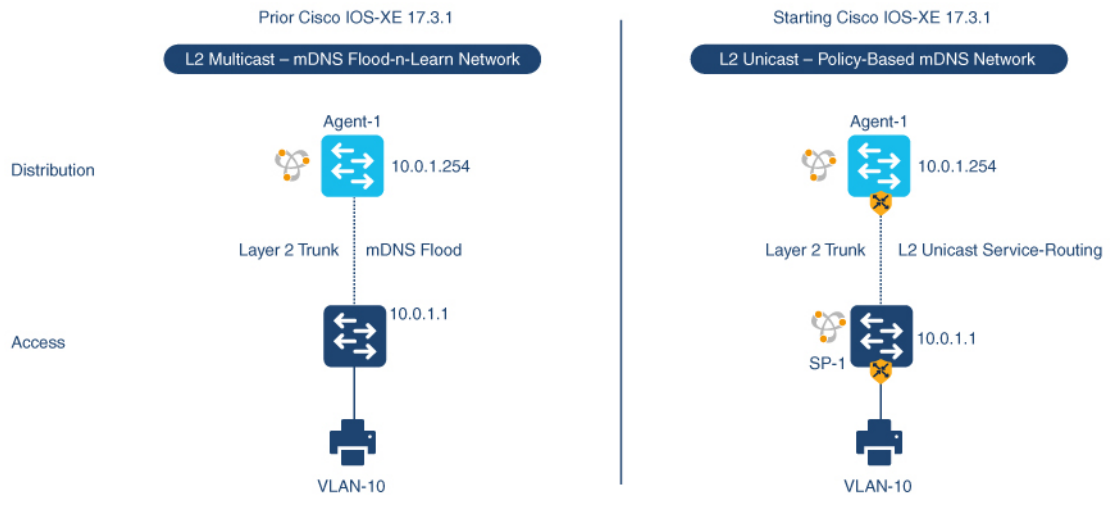 Prior Cisco IOS-XE 17.3.1
L2 Multicast – mDNS Flood-n-Learn Network
Agent-1
Distribution
10.0.1.254
Layer 2 Trunk
mDNS Flood
10.0.1.1
Access
VLAN-10
Starting Cisco IOS-XE 17.3.1
L2 Unicast – Policy-Based mDNS Network
Agent-1
10.0.1.254
Layer 2 Trunk
L2 Unicast Service-Routing
10.0.1.1
SP-1
VLAN-10